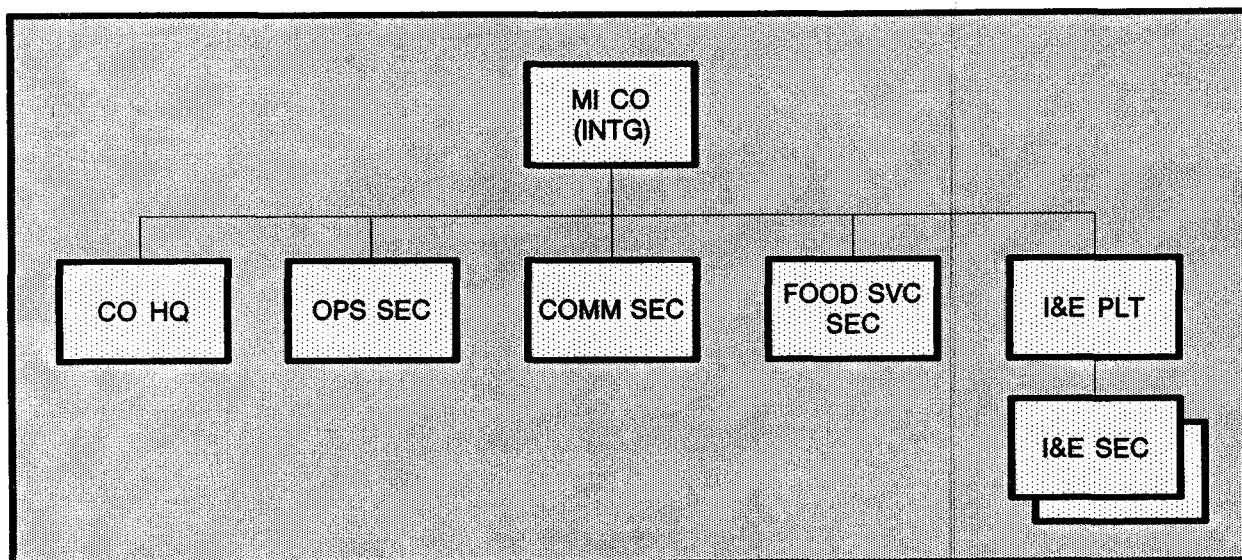 MI CO
(INTG)
CO HQ
OPS SEC
COMM SEC
FOOD SVC
SEC
I&E PLT
I&E SEC